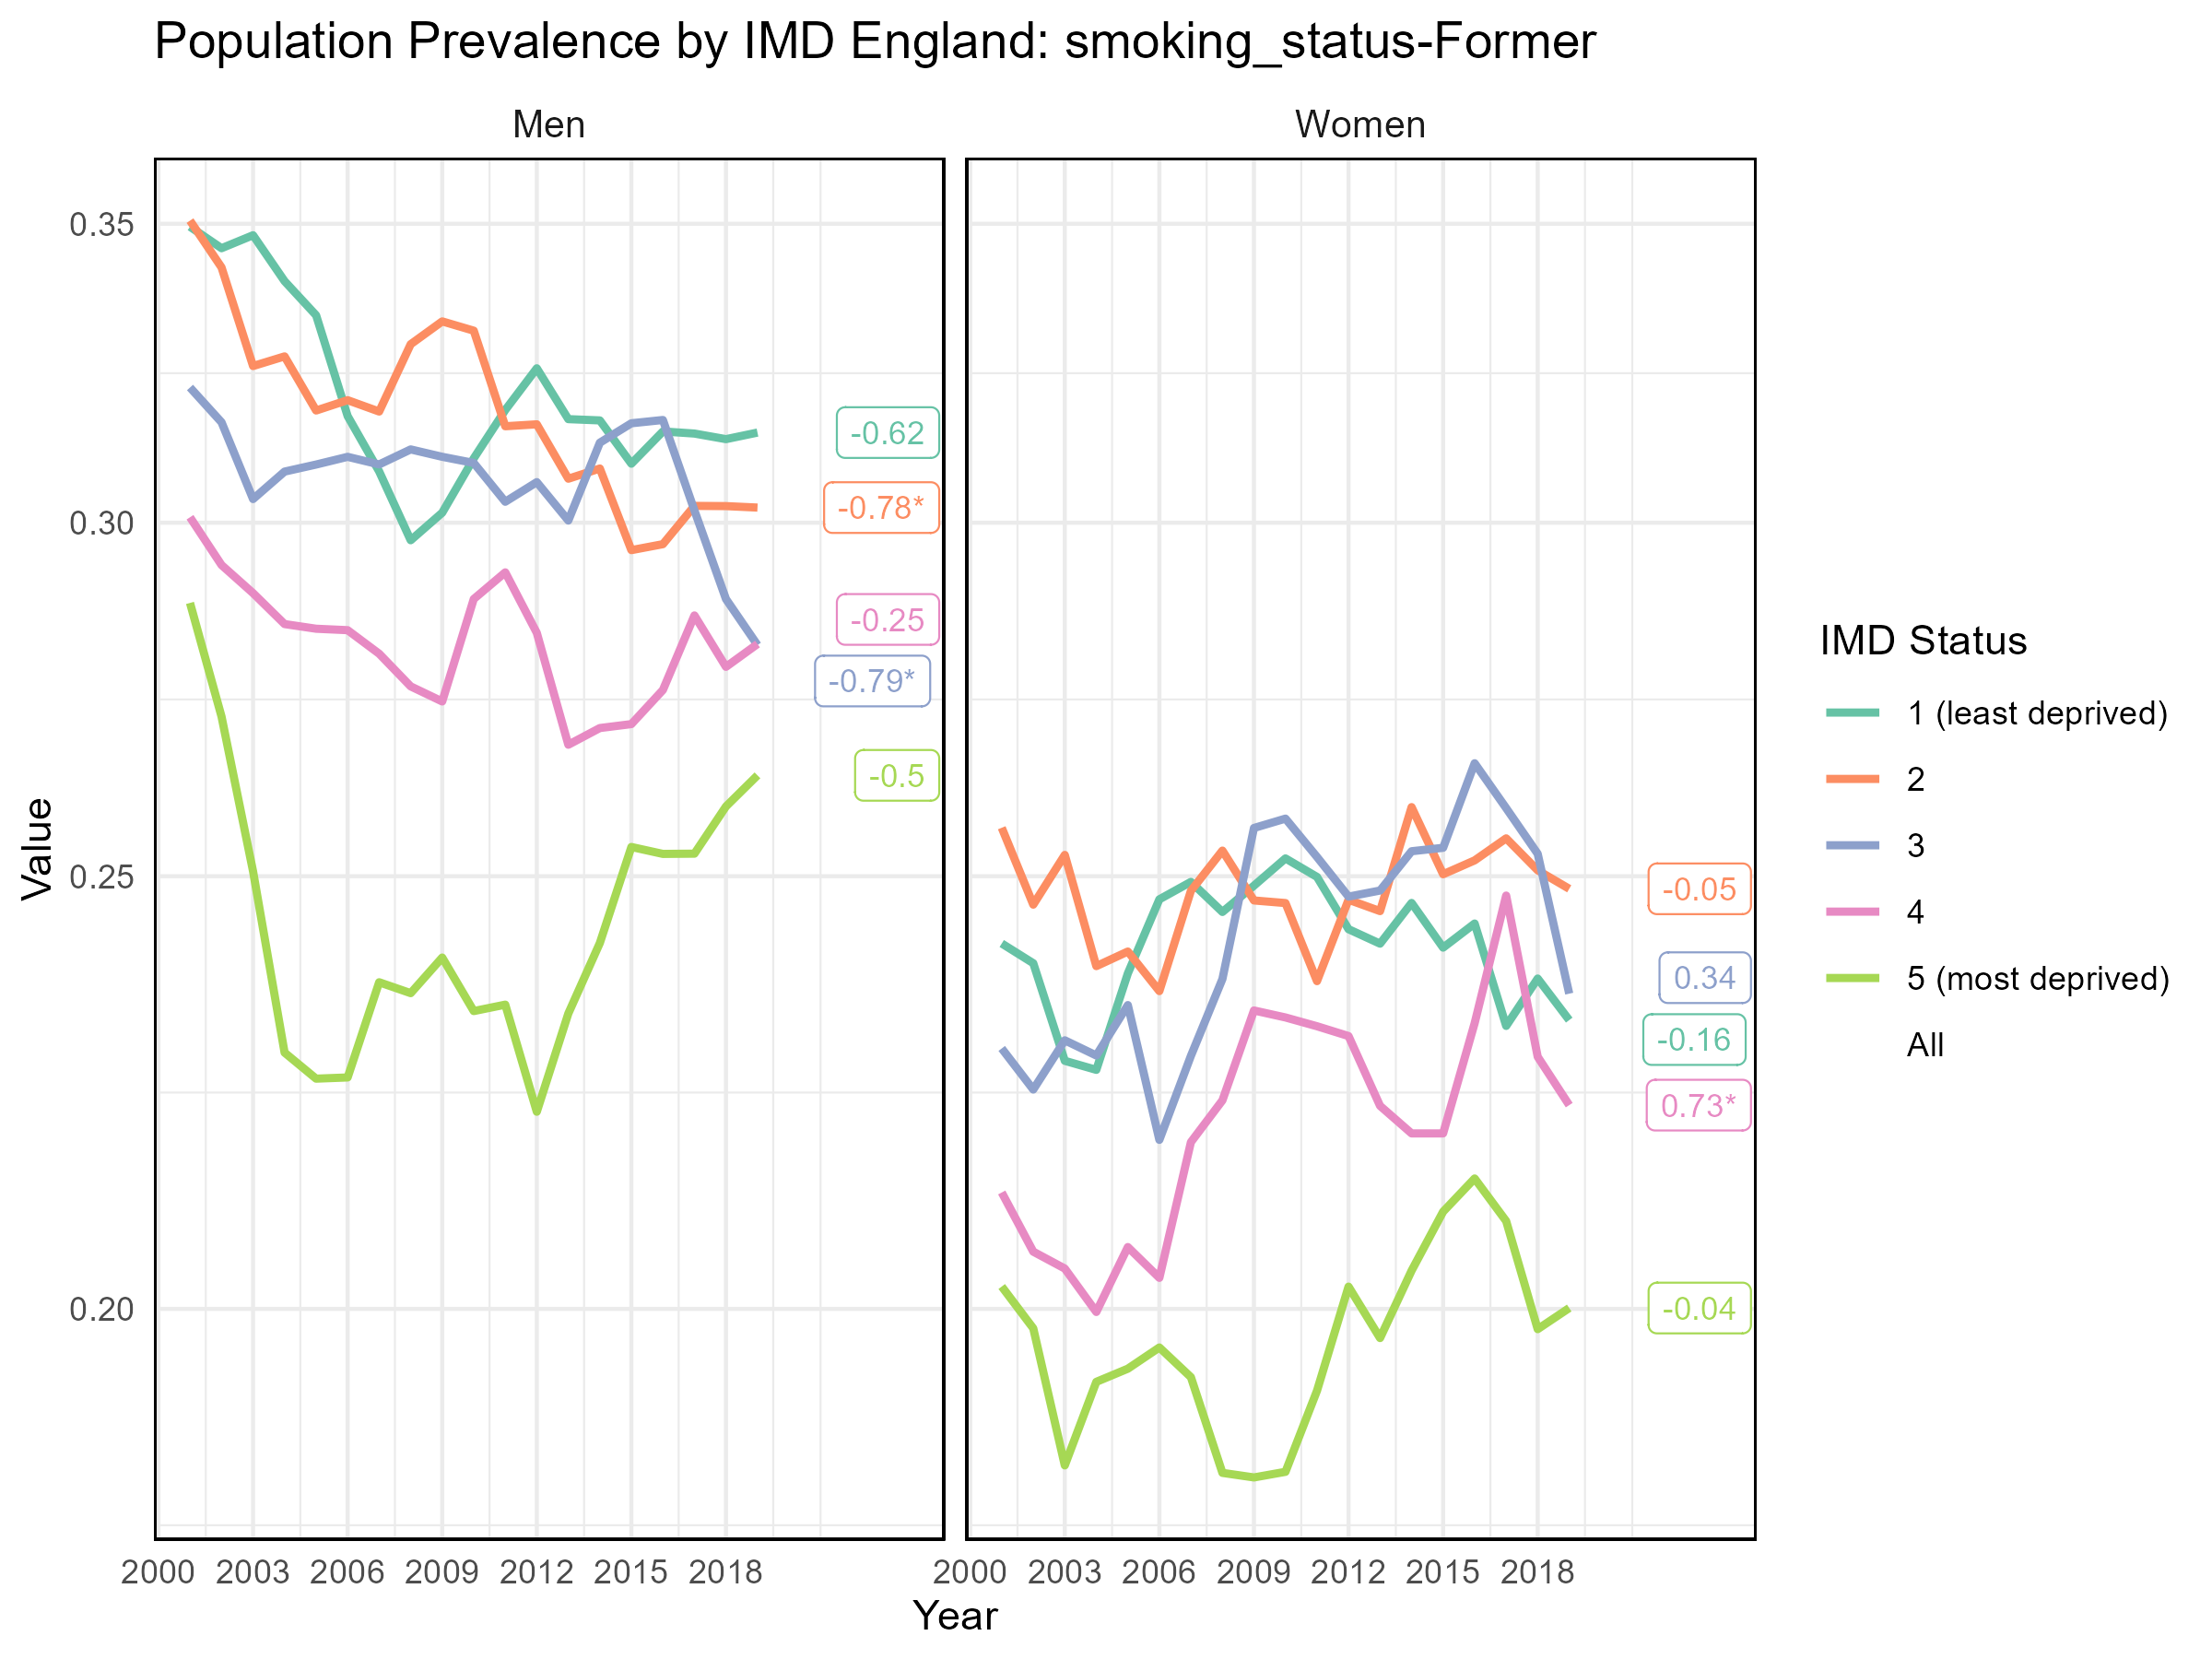 Population Prevalence by IMD England: smoking_status-Former
Men
Women
Value
0.35
0.30
0.25
0.20
-0.62
-0.78*
-0.25
-0.79*
-0.5
-0.05
0.34
-0.16
0.73*
-0.04
2000 2003 2006 2009 2012 2015 2018
2000 2003 2006 2009 2012 2015 2018
Year
IMD Status
1 (least deprived)
2
3
4
5 (most deprived)
All